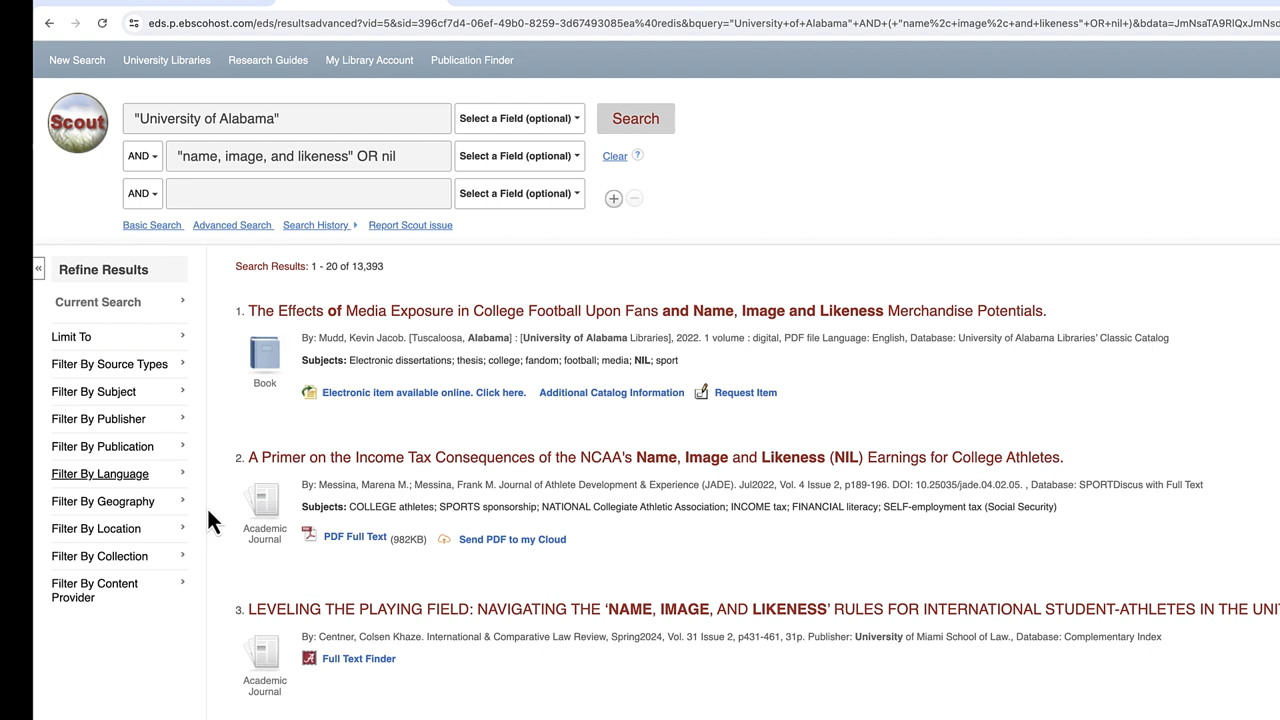 eds.p.ebscohost.com/eds/resultsadvanced?vid=5&sid=396cf7d4-06ef-49b0-8259-3d67493085ea%40redis&bquery="University+of+Alabama"+AND+(+"name%2c+image%2c+and+likeness"+OR+nil+)&bdata=JmNsaTA9RlQxJmNsd
New Search University Libraries Research Guides My Library Account Publication Finder
Scout
"University of Alabama" Select a Field (optional) Search
AND "name, image, and likeness" OR nil Select a Field (optional) Clear ?
AND Select a Field (optional)
Basic Search Advanced Search Search History Report Scout issue
Refine Results
Current Search
Limit To
Filter By Source Types
Filter By Subject
Filter By Publisher
Filter By Publication
Filter By Language
Filter By Geography
Filter By Location
Filter By Collection
Filter By Content
Provider
Search Results: 1 - 20 of 13,393
1. The Effects of Media Exposure in College Football Upon Fans and Name, Image and Likeness Merchandise Potentials.
By: Mudd, Kevin Jacob. [Tuscaloosa, Alabama] : [University of Alabama Libraries], 2022. 1 volume : digital, PDF file Language: English, Database: University of Alabama Libraries' Classic Catalog
Subjects: Electronic dissertations; thesis; college; fandom; football; media; NIL; sport
Book
Electronic item available online. Click here. Additional Catalog Information Request Item
2. A Primer on the Income Tax Consequences of the NCAA's Name, Image and Likeness (NIL) Earnings for College Athletes.
By: Messina, Marena M.; Messina, Frank M. Journal of Athlete Development & Experience (JADE). Jul2022, Vol. 4 Issue 2, p189-196. DOI: 10.25035/jade.04.02.05. , Database: SPORTDiscus with Full Text
Subjects: COLLEGE athletes; SPORTS sponsorship; NATIONAL Collegiate Athletic Association; INCOME tax; FINANCIAL literacy; SELF-employment tax (Social Security)
Academic
Journal
PDF Full Text (982KB) Send PDF to my Cloud
3. LEVELING THE PLAYING FIELD: NAVIGATING THE ‘NAME, IMAGE, AND LIKENESS’ RULES FOR INTERNATIONAL STUDENT-ATHLETES IN THE UNI
By: Centner, Colsen Khaze. International & Comparative Law Review, Spring2024, Vol. 31 Issue 2, p431-461, 31p. Publisher: University of Miami School of Law., Database: Complementary Index
Full Text Finder
Academic
Journal